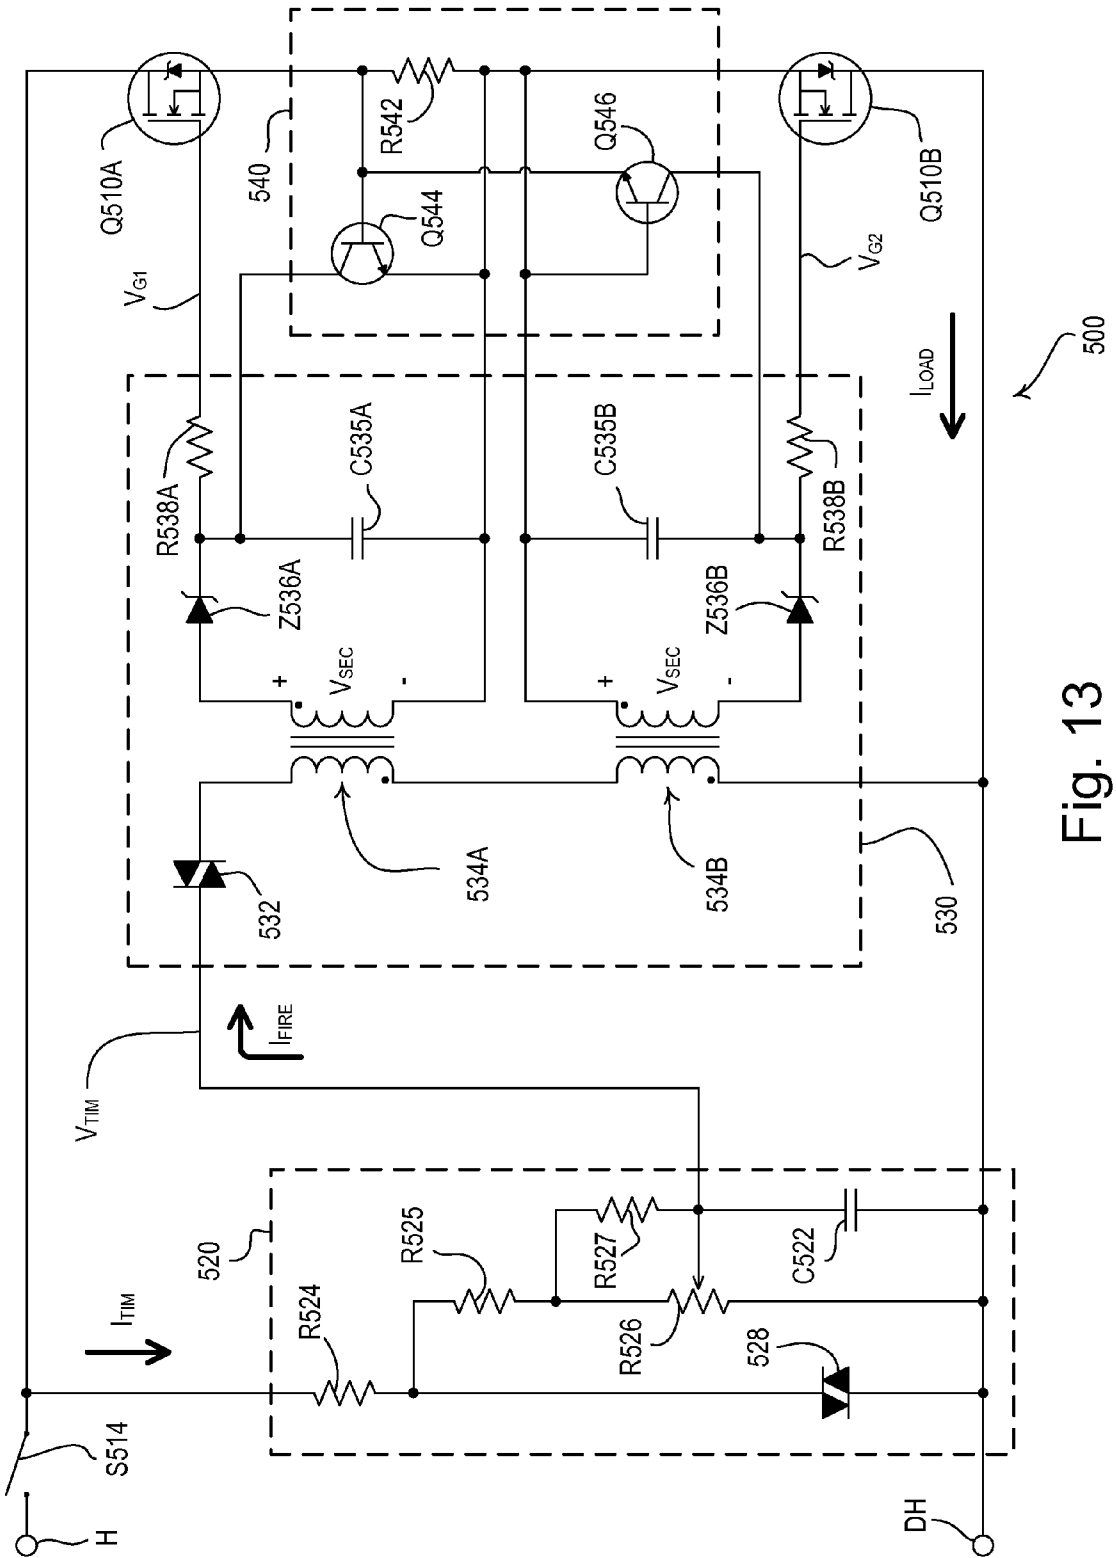 Q510A
540
R542
Q546
Q510B
Q544
VG1
VG2
ILOAD
500
R538A
C535A
C535B
R538B
Z536A
Z536B
+
VSEC
-
+
VSEC
-
534A
534B
532
530
IFIRE
VTIM
520
R525
R527
C522
ITIM
R524
R526
528
S514
H
DH
Fig. 13